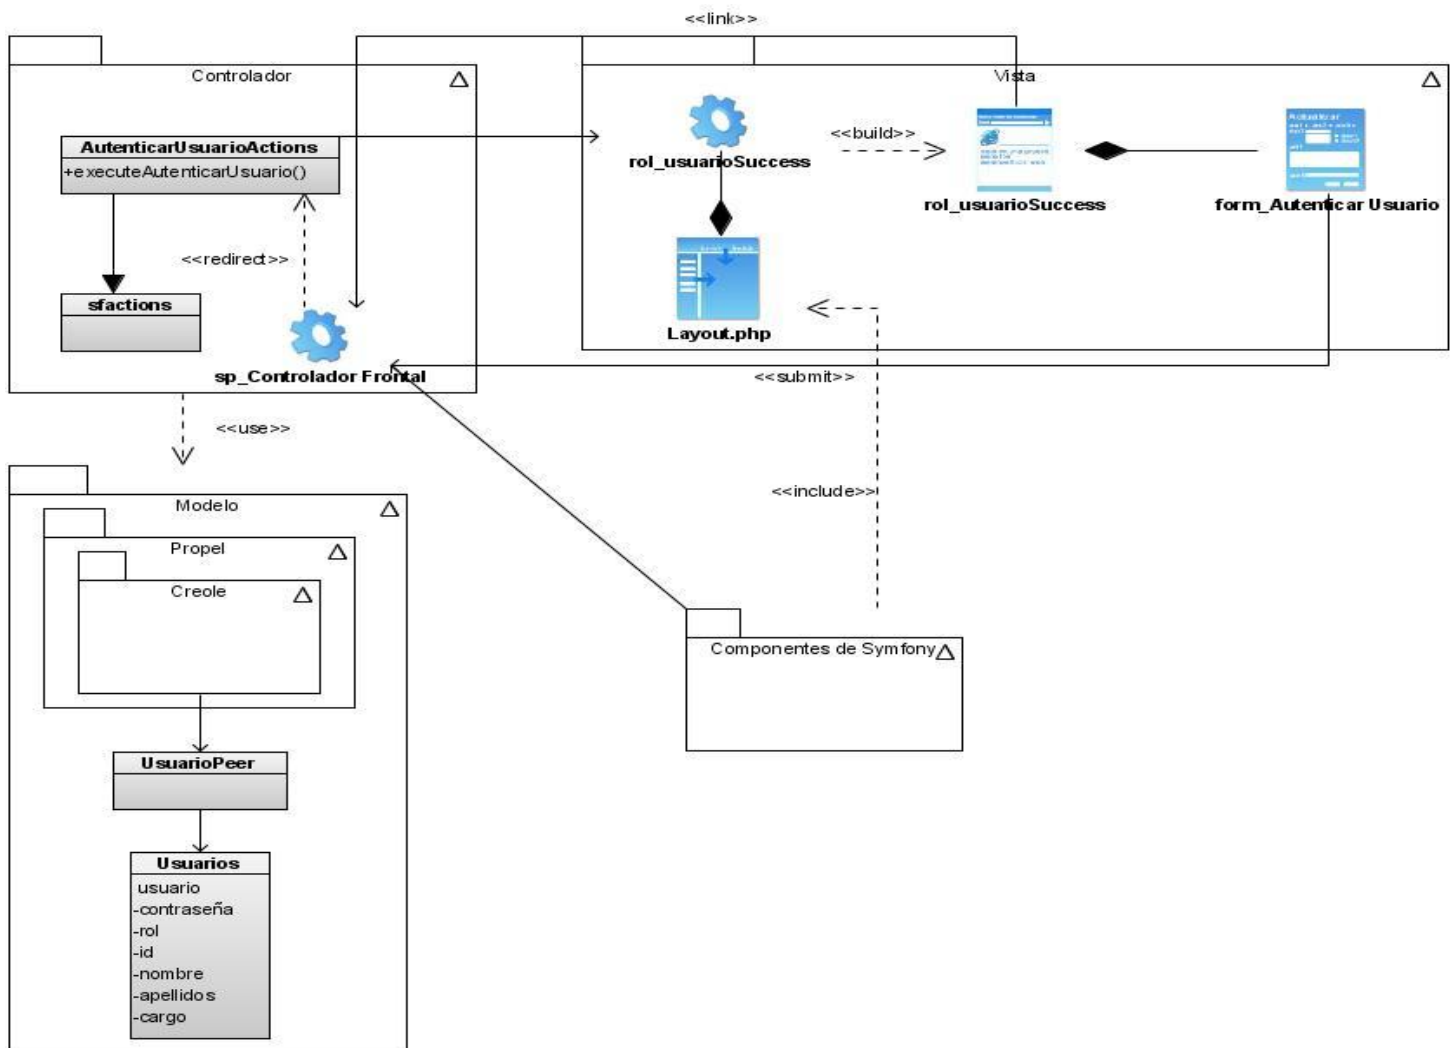 <<link>>
Controlador
Vista
AutenticarUsuarioActions
+executeAutenticarUsuario()
rol_usuarioSuccess
<<build>>
rol_usuarioSuccess
Actualizar
form_Autenticar Usuario
<<redirect>>
sfactions
Layout.php
sp_Controlador Frontal
<<submit>>
<<use>>
<<include>>
Modelo
Propel
Creole
Componentes de Symfony
UsuarioPeer
Usuarios
usuario
-contraseña
-rol
-id
-nombre
-apellidos
-cargo